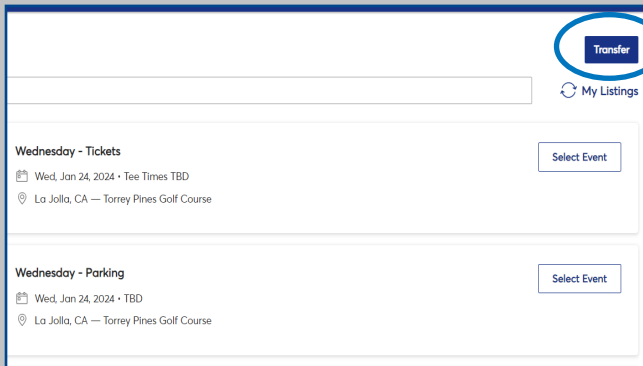 Transfer
My Listings
Wednesday - Tickets
Select Event
Wed, Jan 24, 2024 • Tee Times TBD
La Jolla, CA — Torrey Pines Golf Course
Wednesday - Parking
Select Event
Wed, Jan 24, 2024 • TBD
La Jolla, CA — Torrey Pines Golf Course